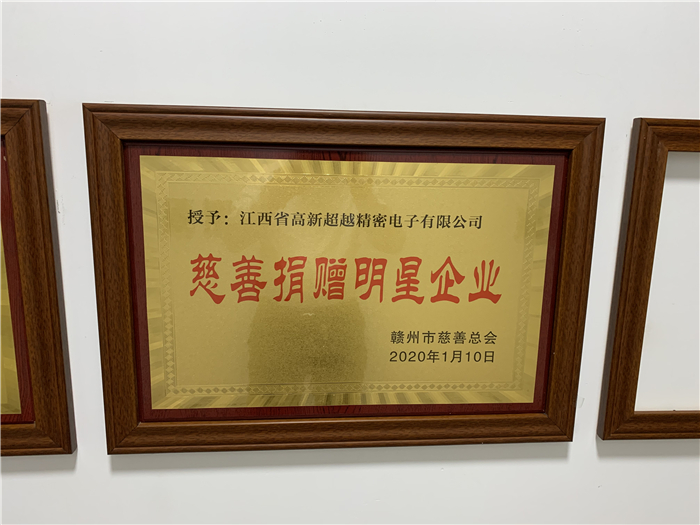 授予：江西省高新超越精密电子有限公司
慈善捐赠明星企业
赣州市慈善总会
2020年1月10日